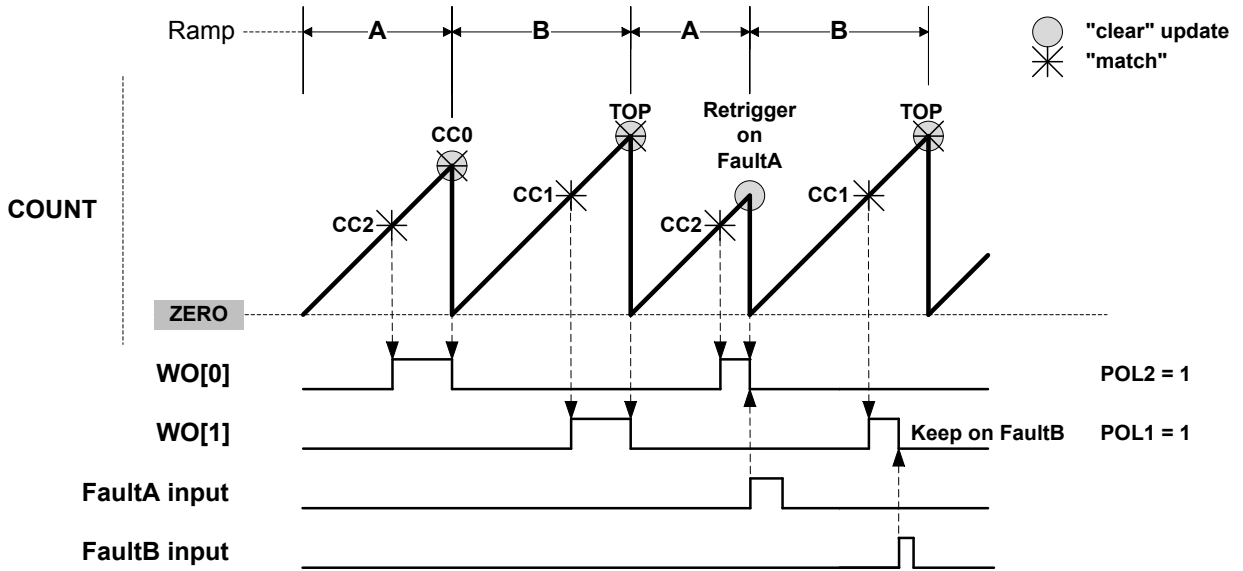 Ramp
A
B
A
B
"clear" update
"match"
TOP
Retrigger
on
FaultA
TOP
CC0
CC1
CC1
COUNT
CC2
CC2
ZERO
WO[0]
POL2 = 1
WO[1]
Keep on FaultB
POL1 = 1
FaultA input
FaultB input